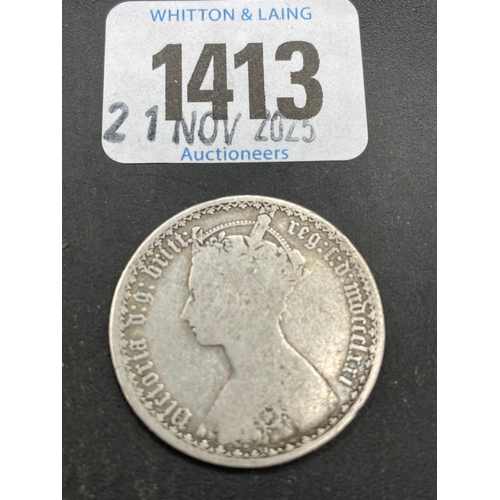 WHITTON & LAING
1413
21 NOV 2025
Auctioneers
victoria d: g: britt: reg: f: d: mdccclxxi